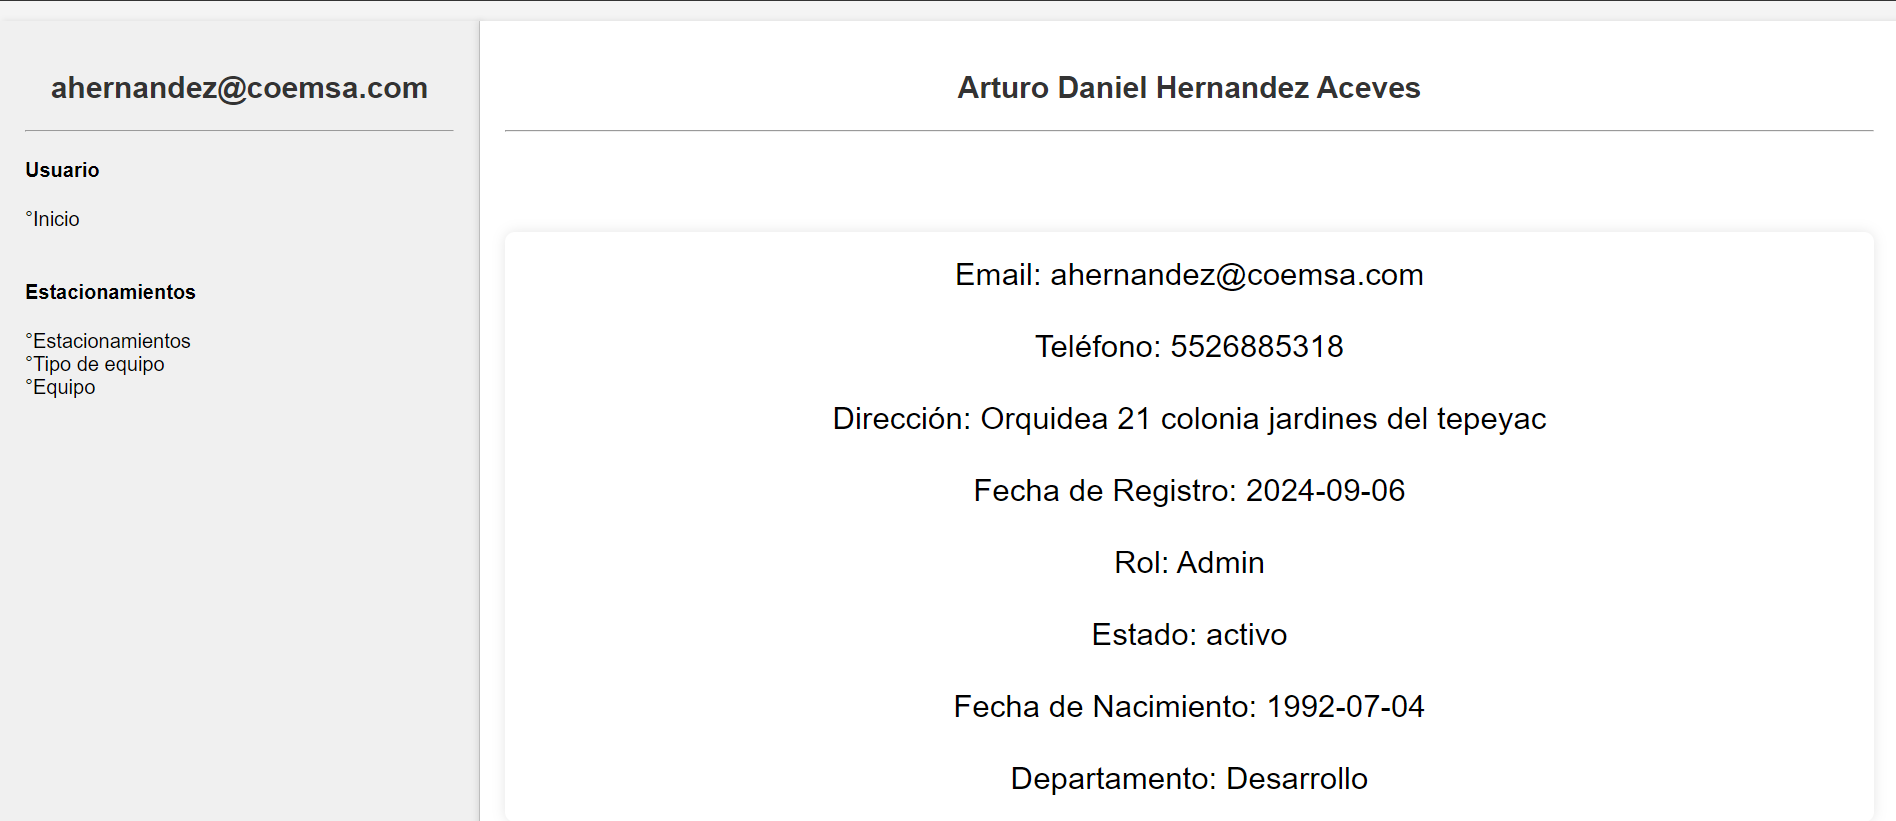 ahernandez@coemsa.com
Usuario
°Inicio
Estacionamientos
°Estacionamientos
°Tipo de equipo
°Equipo
Arturo Daniel Hernandez Aceves
Email: ahernandez@coemsa.com
Teléfono: 5526885318
Dirección: Orquidea 21 colonia jardines del tepeyac
Fecha de Registro: 2024-09-06
Rol: Admin
Estado: activo
Fecha de Nacimiento: 1992-07-04
Departamento: Desarrollo